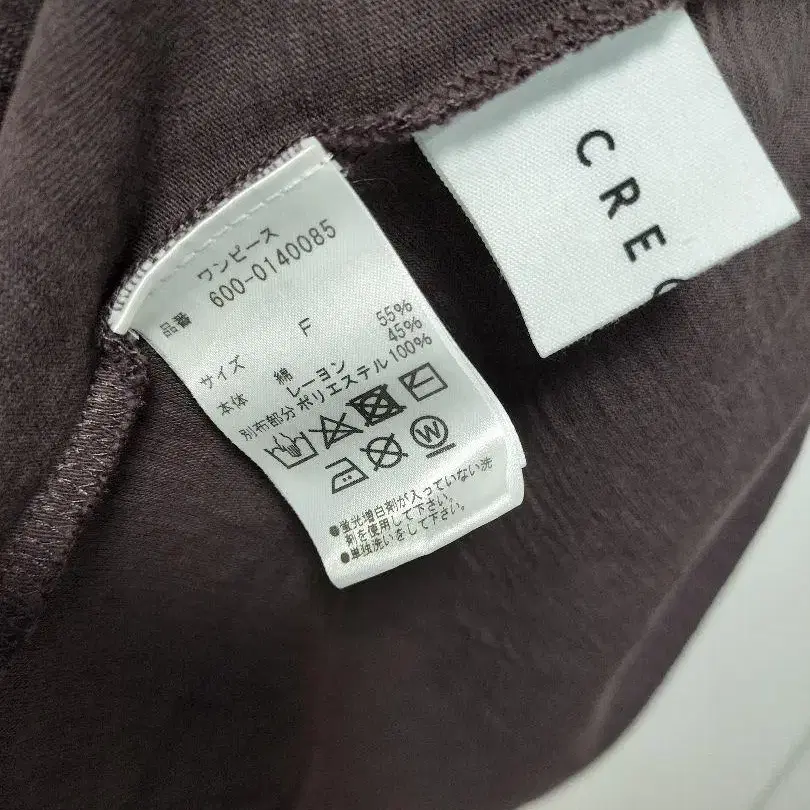 ワンピース
品番 600-0140085
サイズ F
本体 綿 55%
レーヨン 45%
別布部分 ポリエステル 100%
W
●蛍光増白剤が入っていない洗
剤を使用して下さい。
●単独洗いをして下さい。
CRE